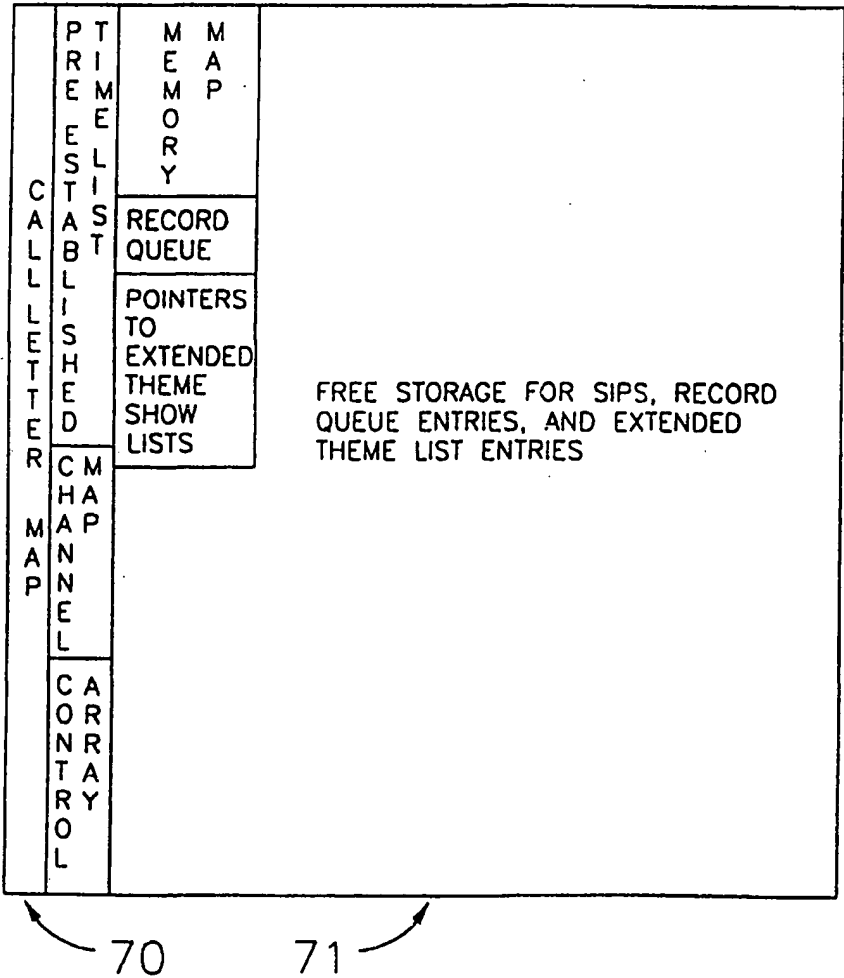 CALL LETTER MAP
PRE ESTABLISHED
TIME LIST
CHANNEL
MAP
CONTROL
ARRAY
MEMORY
MAP
RECORD
QUEUE
POINTERS
TO
EXTENDED
THEME
SHOW
LISTS
FREE STORAGE FOR SIPS, RECORD
QUEUE ENTRIES, AND EXTENDED
THEME LIST ENTRIES
70
71